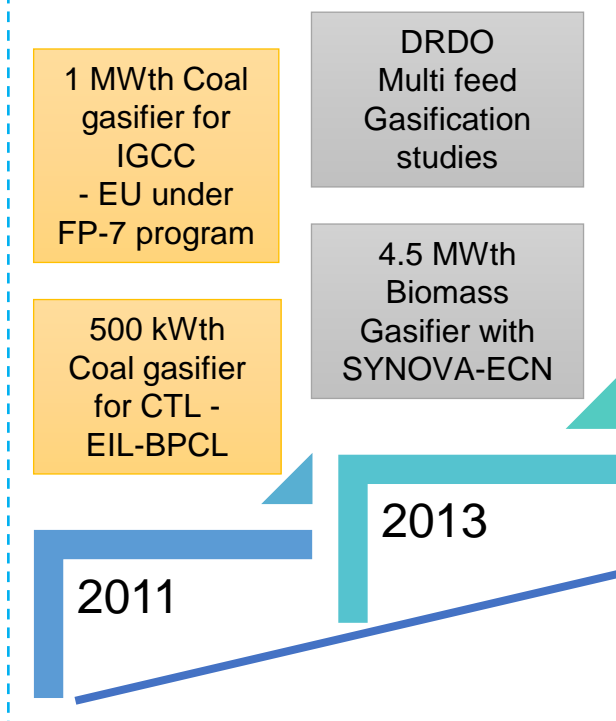 1 MWth Coal
gasifier for
IGCC
- EU under
FP-7 program
500 kWth
Coal gasifier
for CTL -
EIL-BPCL
2011
DRDO
Multi feed
Gasification
studies
4.5 MWth
Biomass
Gasifier with
SYNOVA-ECN
2013